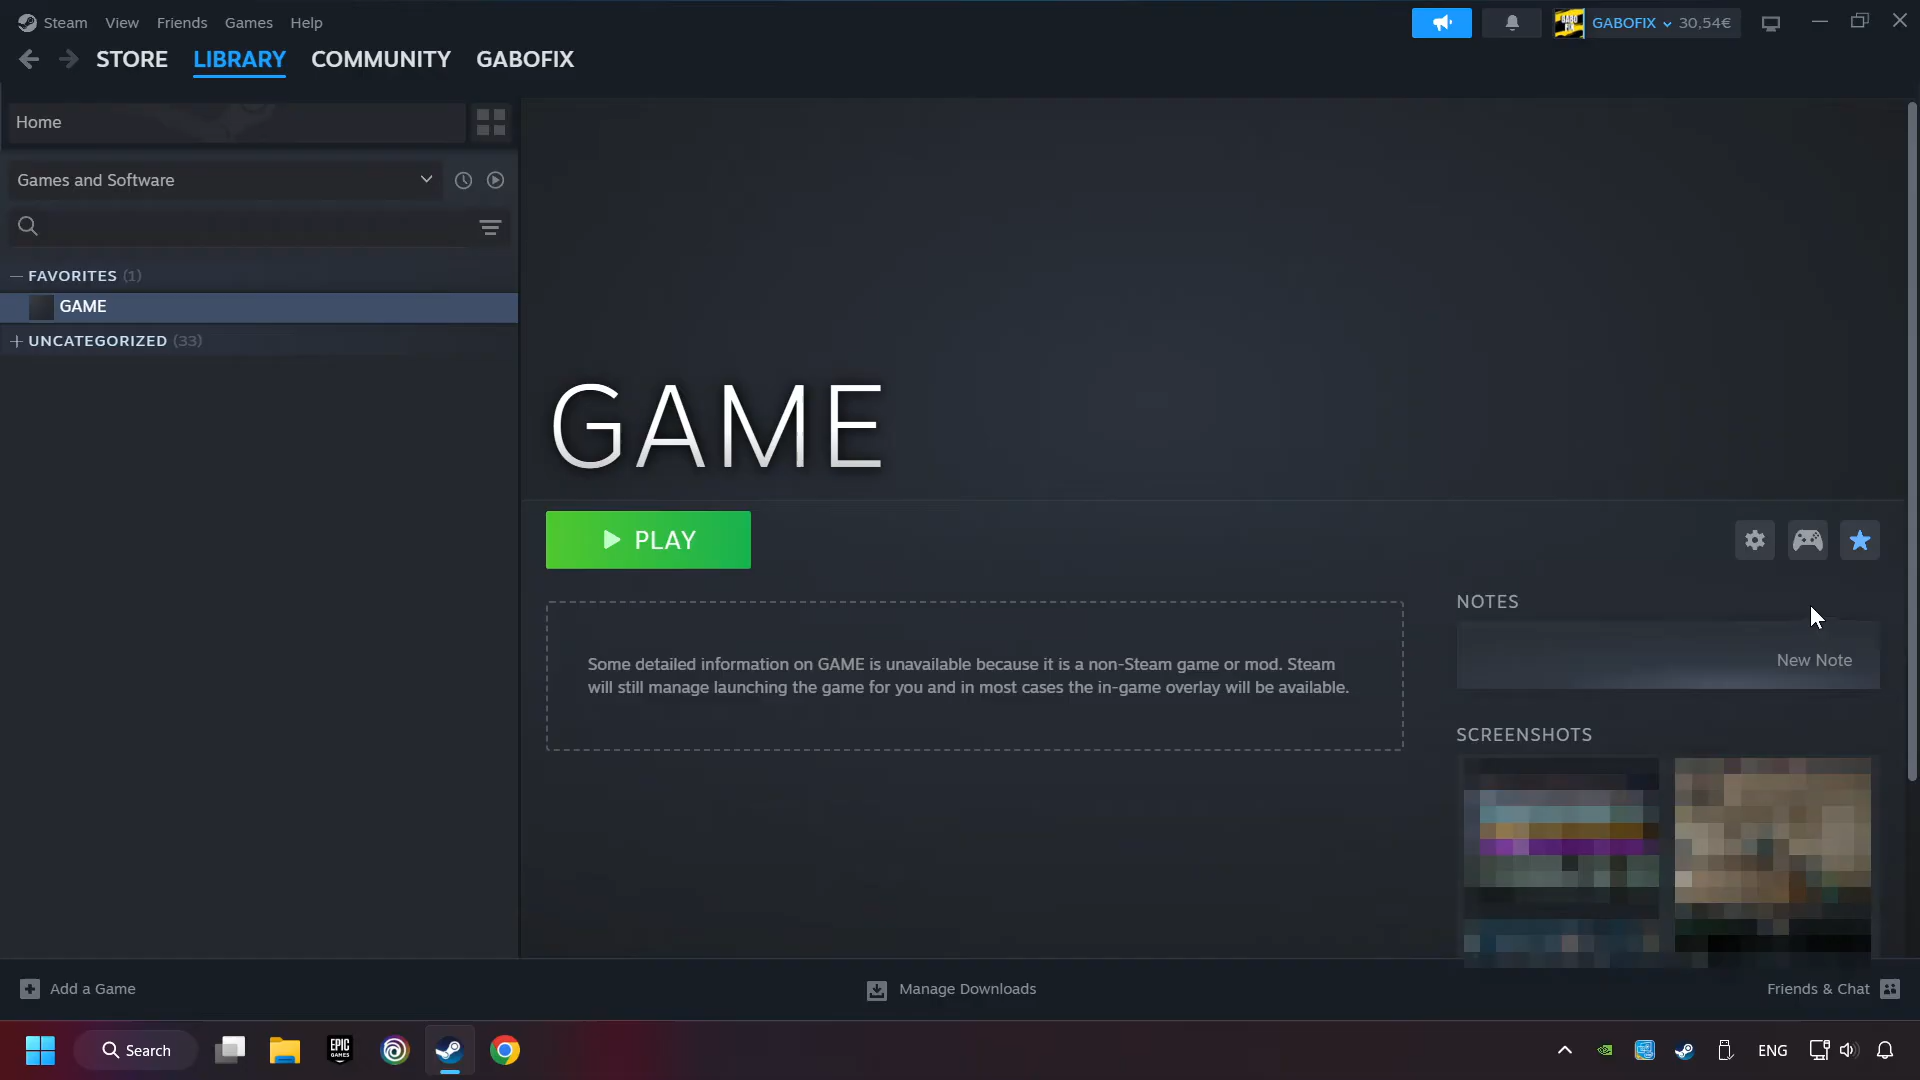 Steam View Friends Games Help
GABOFIX 30,54€
STORE LIBRARY COMMUNITY GABOFIX
Home
Games and Software
FAVORITES (1)
GAME
UNCATEGORIZED (33)
GAME
PLAY
Some detailed information on GAME is unavailable because it is a non-Steam game or mod. Steam
will still manage launching the game for you and in most cases the in-game overlay will be available.
NOTES
New Note
SCREENSHOTS
Add a Game
Manage Downloads
Friends & Chat
Search
EPIC
GAMES
ENG